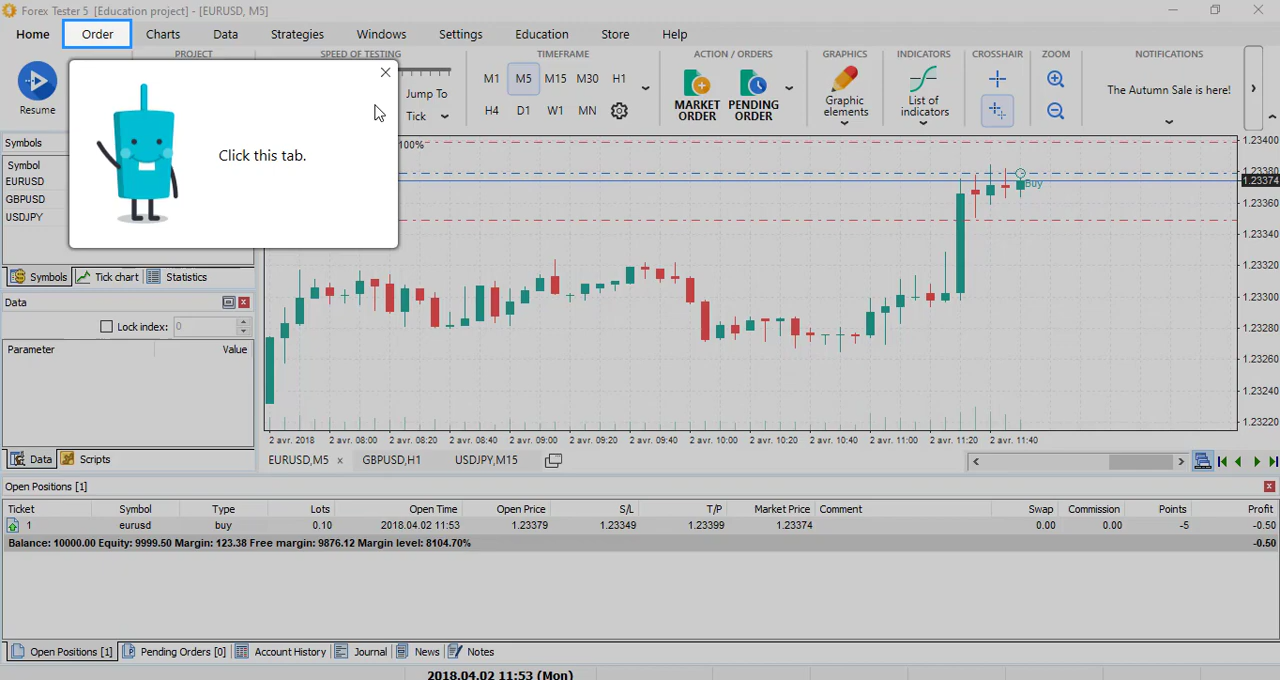 Forex Tester 5 [Education project] - [EURUSD, M5]
Home Order Charts Data Strategies Windows Settings Education Store Help
PROJECT SPEED OF TESTING TIMEFRAME ACTION / ORDERS GRAPHICS INDICATORS CROSSHAIR ZOOM NOTIFICATIONS
Resume
Jump To
Tick
M1 M5 M15 M30 H1
H4 D1 W1 MN
MARKET ORDER
PENDING ORDER
Graphic elements
List of indicators
The Autumn Sale is here!
Click this tab.
Symbols
Symbol
EURUSD
GBPUSD
USDJPY
Symbols Tick chart Statistics
Data
Lock index: 0
Parameter Value
Data Scripts
100%
Buy
1.23400
1.23380
1.23374
1.23360
1.23340
1.23320
1.23300
1.23280
1.23260
1.23240
1.23220
2 avr. 2018 2 avr. 08:00 2 avr. 08:20 2 avr. 08:40 2 avr. 09:00 2 avr. 09:20 2 avr. 09:40 2 avr. 10:00 2 avr. 10:20 2 avr. 10:40 2 avr. 11:00 2 avr. 11:20 2 avr. 11:40
EURUSD,M5 GBPUSD,H1 USDJPY,M15
Open Positions [1]
Ticket Symbol Type Lots Open Time Open Price S/L T/P Market Price Comment Swap Commission Points Profit
1 eurusd buy 0.10 2018.04.02 11:53 1.23379 1.23349 1.23399 1.23374 0.00 0.00 -5 -0.50
Balance: 10000.00 Equity: 9999.50 Margin: 123.38 Free margin: 9876.12 Margin level: 8104.70% -0.50
Open Positions [1] Pending Orders [0] Account History Journal News Notes
2018.04.02 11:53 (Mon)